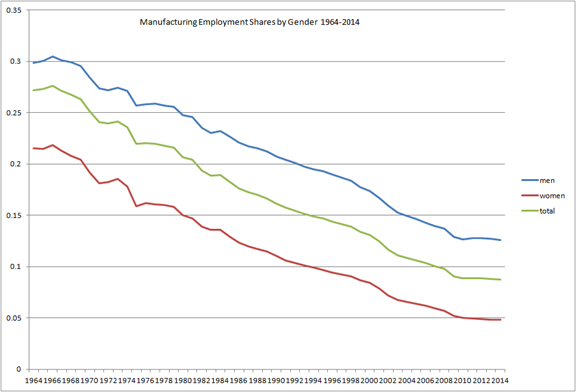 Manufacturing Employment Shares by Gender 1964-2014
0.35
0.3
0.25
0.2
0.15
0.1
0.05
0
men
women
total
1964 1966 1968 1970 1972 1974 1976 1978 1980 1982 1984 1986 1988 1990 1992 1994 1996 1998 2000 2002 2004 2006 2008 2010 2012 2014